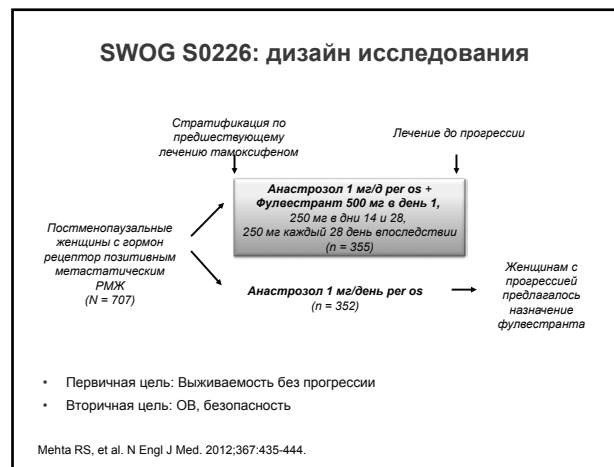 SWOG S0226: дизайн исследования
Стратификация по
предшествующему
лечению тамоксифеном
Лечение до прогрессии
Анастрозол 1 мг/д per os +
Фулвестрант 500 мг в день 1,
250 мг в дни 14 и 28,
250 мг каждый 28 день впоследствии
(n = 355)
Постменопаузальные
женщины с гормон
рецептор позитивным
метастатическим
РМЖ
(N = 707)
Анастрозол 1 мг/день per os
(n = 352)
Женщинам с
прогрессией
предлагалось
назначение
фулвестранта
• Первичная цель: Выживаемость без прогрессии
• Вторичная цель: ОВ, безопасность
Mehta RS, et al. N Engl J Med. 2012;367:435-444.